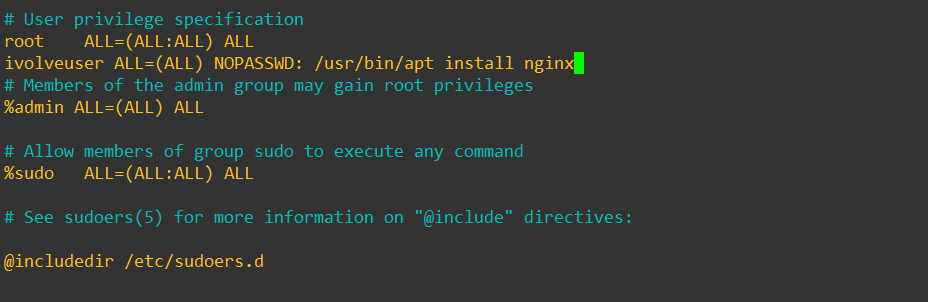 # User privilege specification
root    ALL=(ALL:ALL) ALL
ivolveuser ALL=(ALL) NOPASSWD: /usr/bin/apt install nginx
# Members of the admin group may gain root privileges
%admin ALL=(ALL) ALL
# Allow members of group sudo to execute any command
%sudo   ALL=(ALL:ALL) ALL
# See sudoers(5) for more information on "@include" directives:
@includedir /etc/sudoers.d